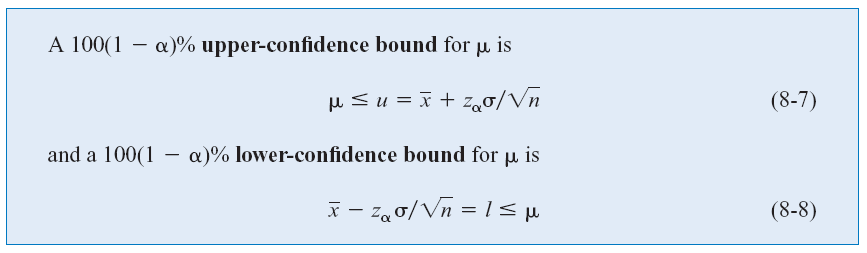 A 100(1 − α)% upper-confidence bound for μ is
μ ≤ u = x̄ + z_α σ/√n (8-7)
and a 100(1 − α)% lower-confidence bound for μ is
x̄ − z_α σ/√n = l ≤ μ (8-8)